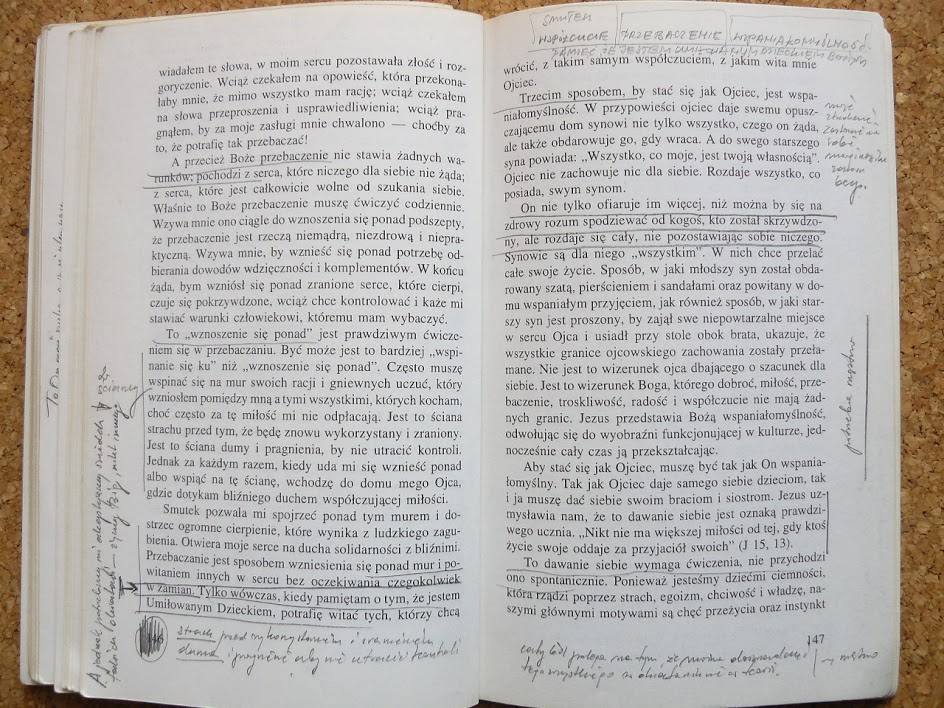 wiadałem te słowa, w moim sercu pozostawała złość i roz-
goryczenie. Wciąż czekałem na opowieść, która przekona-
łaby mnie, że mimo wszystko mam rację; wciąż czekałem
na słowa przeproszenia i usprawiedliwienia; wciąż pra-
gnąłem, by za moje zasługi mnie chwalono — choćby za
to, że potrafię tak przebaczać!
A przecież Boże przebaczenie nie stawia żadnych wa-
runków; pochodzi z serca, które niczego dla siebie nie żąda;
z serca, które jest całkowicie wolne od szukania siebie.
Właśnie to Boże przebaczenie muszę ćwiczyć codziennie.
Wzywa mnie ono ciągle do wznoszenia się ponad podszepty,
że przebaczenie jest rzeczą niemądrą, niezdrową i niepra-
ktyczną. Wzywa mnie, by wznieść się ponad potrzebę od-
bierania dowodów wdzięczności i komplementów. W końcu
żąda, bym wzniósł się ponad zranione serce, które cierpi,
czuje się pokrzywdzone, wciąż chce kontrolować i każe mi
stawiać warunki człowiekowi, któremu mam wybaczyć.
To „wznoszenie się ponad” jest prawdziwym ćwicze-
niem się w przebaczaniu. Być może jest to bardziej „wspi-
nanie się ku” niż „wznoszenie się ponad”. Często muszę
wspinać się na mur swoich racji i gniewnych uczuć, który
wzniosłem pomiędzy mną a tymi wszystkimi, których kocham,
choć często za tę miłość mi nie odpłacają. Jest to ściana
strachu przed tym, że będę znowu wykorzystany i zraniony.
Jest to ściana dumy i pragnienia, by nie utracić kontroli.
Jednak za każdym razem, kiedy uda mi się wznieść ponad
albo wspiąć na tę ścianę, wchodzę do domu mego Ojca,
gdzie dotykam bliźniego duchem współczującej miłości.
Smutek pozwala mi spojrzeć ponad tym murem i do-
strzec ogromne cierpienie, które wynika z ludzkiego zagu-
bienia. Otwiera moje serce na ducha solidarności z bliźnimi.
Przebaczanie jest sposobem wzniesienia się ponad mur i po-
witaniem innych w sercu bez oczekiwania czegokolwiek
w zamian. Tylko wówczas, kiedy pamiętam o tym, że jestem
Umiłowanym Dzieckiem, potrafię witać tych, którzy chcą
strach przed wykorzystaniem i zranieniem
duma i pragnienie aby nie utracić kontroli
SMUTEK
WSPÓŁCZUCIE PRZEBACZENIE WSPANIAŁOMYŚLNOŚĆ
PAMIĘĆ ŻE JESTEM UMIŁOWANYM DZIECKIEM BOŻYM
wrócić, z takim samym współczuciem, z jakim wita mnie
Ojciec.
Trzecim sposobem, by stać się jak Ojciec, jest wspa-
niałomyślność. W przypowieści ojciec daje swemu opusz-
czającemu dom synowi nie tylko wszystko, czego on żąda,
ale także obdarowuje go, gdy wraca. A do swego starszego
syna powiada: „Wszystko, co moje, jest twoją własnością”.
Ojciec nie zachowuje nic dla siebie. Rozdaje wszystko, co
posiada, swym synom.
On nie tylko ofiaruje im więcej, niż można by się na
zdrowy rozum spodziewać od kogoś, kto został skrzywdzo-
ny, ale rozdaje się cały, nie pozostawiając sobie niczego.
Synowie są dla niego „wszystkim”. W nich chce przelać
całe swoje życie. Sposób, w jaki młodszy syn został obda-
rowany szatą, pierścieniem i sandałami oraz powitany w do-
mu wspaniałym przyjęciem, jak również sposób, w jaki star-
szy syn jest proszony, by zajął swe niepowtarzalne miejsce
w sercu Ojca i usiadł przy stole obok brata, ukazuje, że
wszystkie granice ojcowskiego zachowania zostały przeła-
mane. Nie jest to wizerunek ojca dbającego o szacunek dla
siebie. Jest to wizerunek Boga, którego dobroć, miłość, prze-
baczenie, troskliwość, radość i współczucie nie mają żad-
nych granic. Jezus przedstawia Bożą wspaniałomyślność,
odwołując się do wyobraźni funkcjonującej w kulturze, jed-
nocześnie cały czas ją przekształcając.
Aby stać się jak Ojciec, muszę być tak jak On wspania-
łomyślny. Tak jak Ojciec daje samego siebie dzieciom, tak
i ja muszę dać siebie swoim braciom i siostrom. Jezus uz-
mysławia nam, że to dawanie siebie jest oznaką prawdzi-
wego ucznia. „Nikt nie ma większej miłości od tej, gdy ktoś
życie swoje oddaje za przyjaciół swoich” (J 15, 13).
To dawanie siebie wymaga ćwiczenie, nie przychodzi
ono spontanicznie. Ponieważ jesteśmy dziećmi ciemności,
która rządzi poprzez strach, egoizm, chciwość i władzę, na-
szymi głównymi motywami są chęć przeżycia oraz instynkt
potrzeba męstwa
147